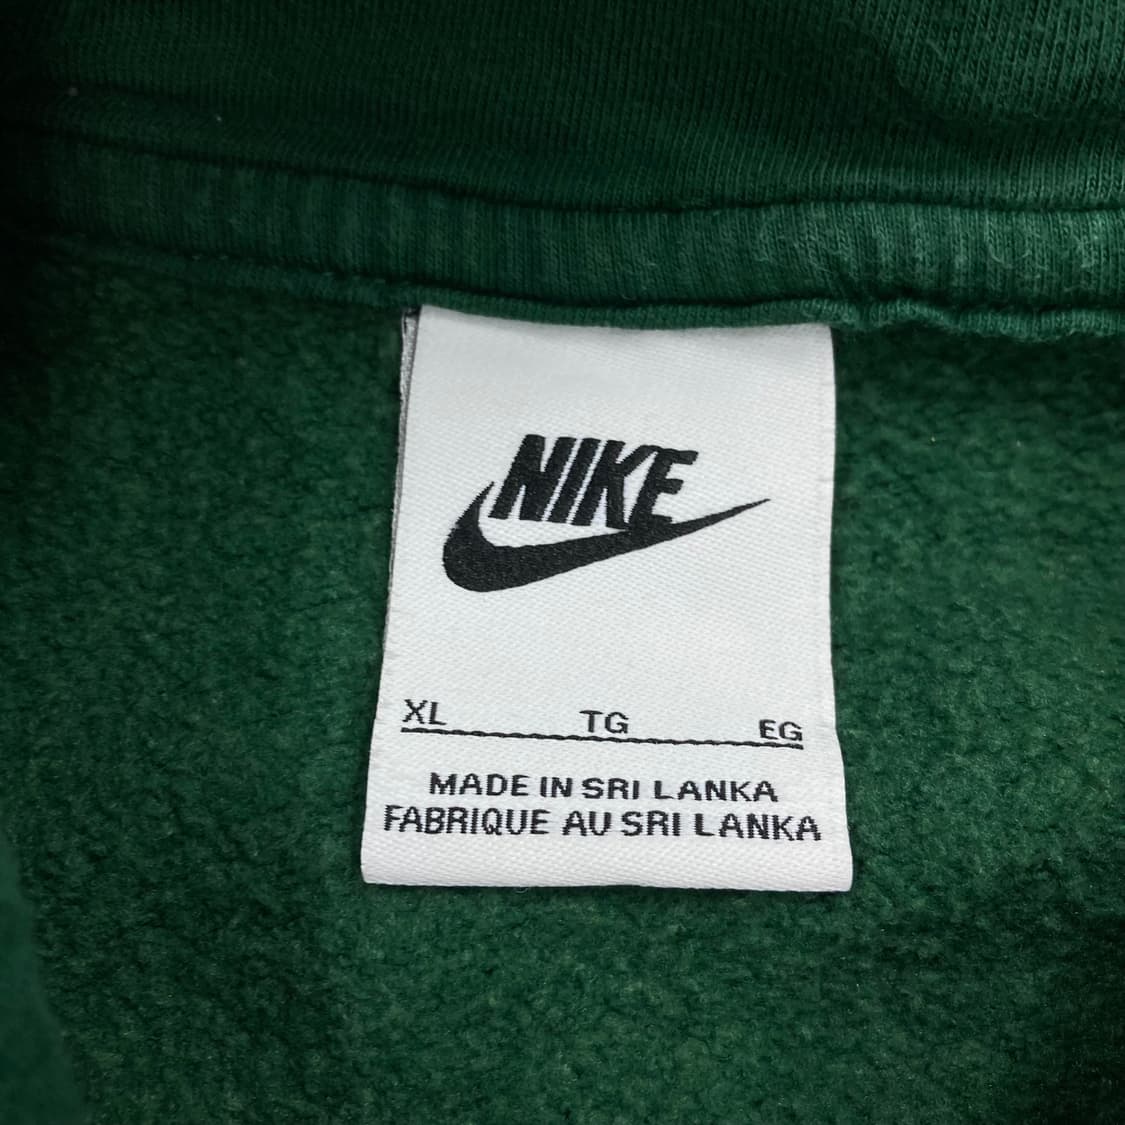 NIKE
XL TG EG
MADE IN SRI LANKA
FABRIQUE AU SRI LANKA